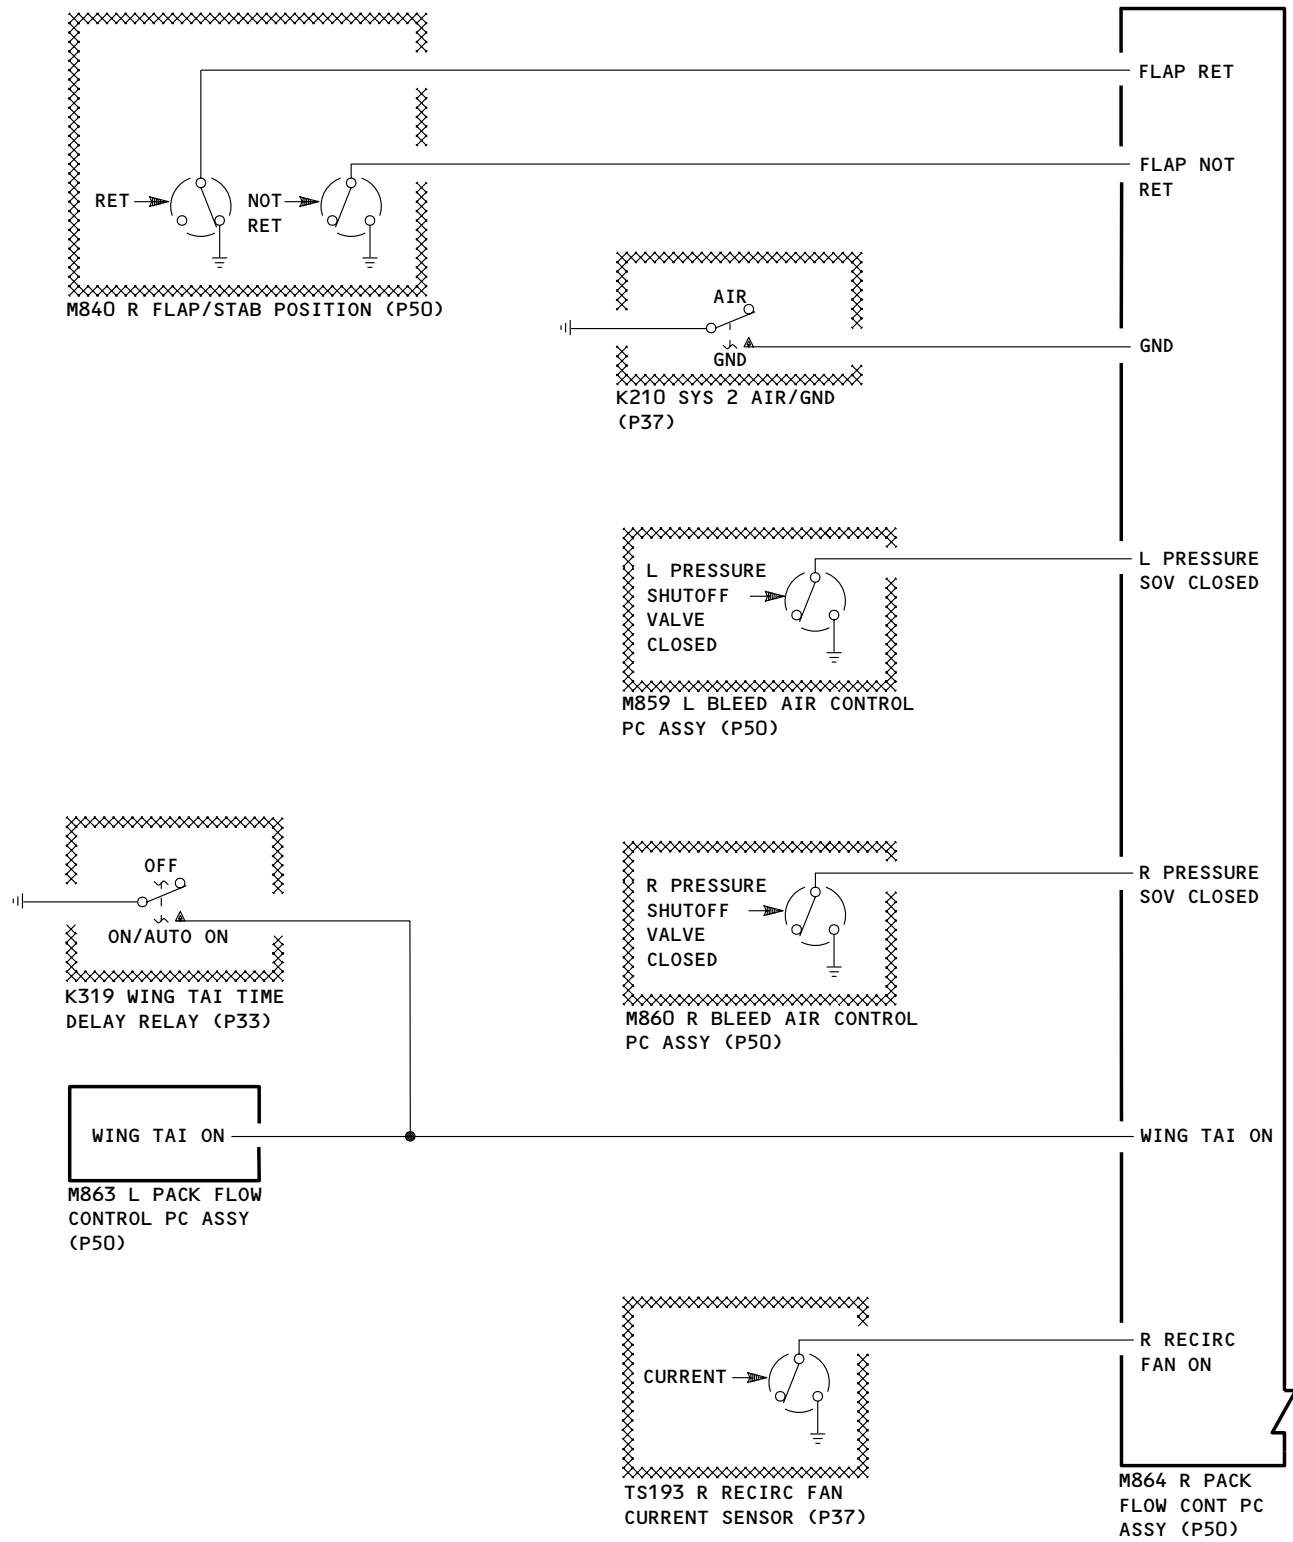 FLAP RET
FLAP NOT
RET
RET
NOT
RET
M840 R FLAP/STAB POSITION (P50)
AIR
GND
GND
K210 SYS 2 AIR/GND
(P37)
L PRESSURE
SHUTOFF
VALVE
CLOSED
L PRESSURE
SOV CLOSED
M859 L BLEED AIR CONTROL
PC ASSY (P50)
OFF
ON/AUTO ON
K319 WING TAI TIME
DELAY RELAY (P33)
R PRESSURE
SHUTOFF
VALVE
CLOSED
R PRESSURE
SOV CLOSED
M860 R BLEED AIR CONTROL
PC ASSY (P50)
WING TAI ON
WING TAI ON
M863 L PACK FLOW
CONTROL PC ASSY
(P50)
CURRENT
R RECIRC
FAN ON
TS193 R RECIRC FAN
CURRENT SENSOR (P37)
M864 R PACK
FLOW CONT PC
ASSY (P50)